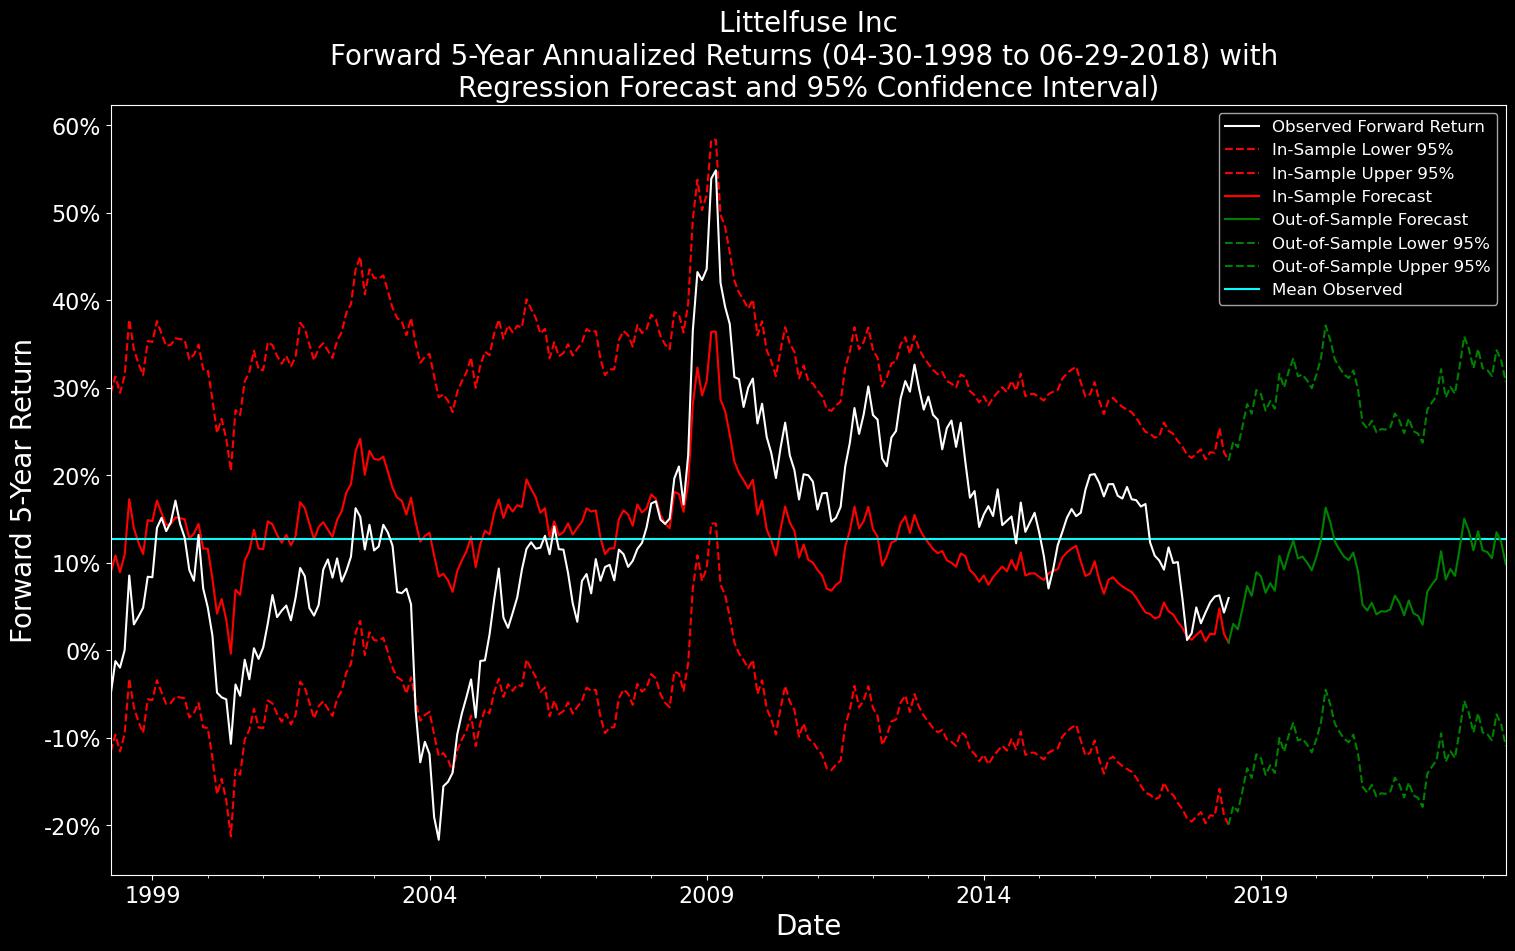 Littelfuse Inc
Forward 5-Year Annualized Returns (04-30-1998 to 06-29-2018) with
Regression Forecast and 95% Confidence Interval)
60%
50%
40%
30%
20%
10%
0%
-10%
-20%
Forward 5-Year Return
Observed Forward Return
In-Sample Lower 95%
In-Sample Upper 95%
In-Sample Forecast
Out-of-Sample Forecast
Out-of-Sample Lower 95%
Out-of-Sample Upper 95%
Mean Observed
1999
2004
2009
2014
2019
Date